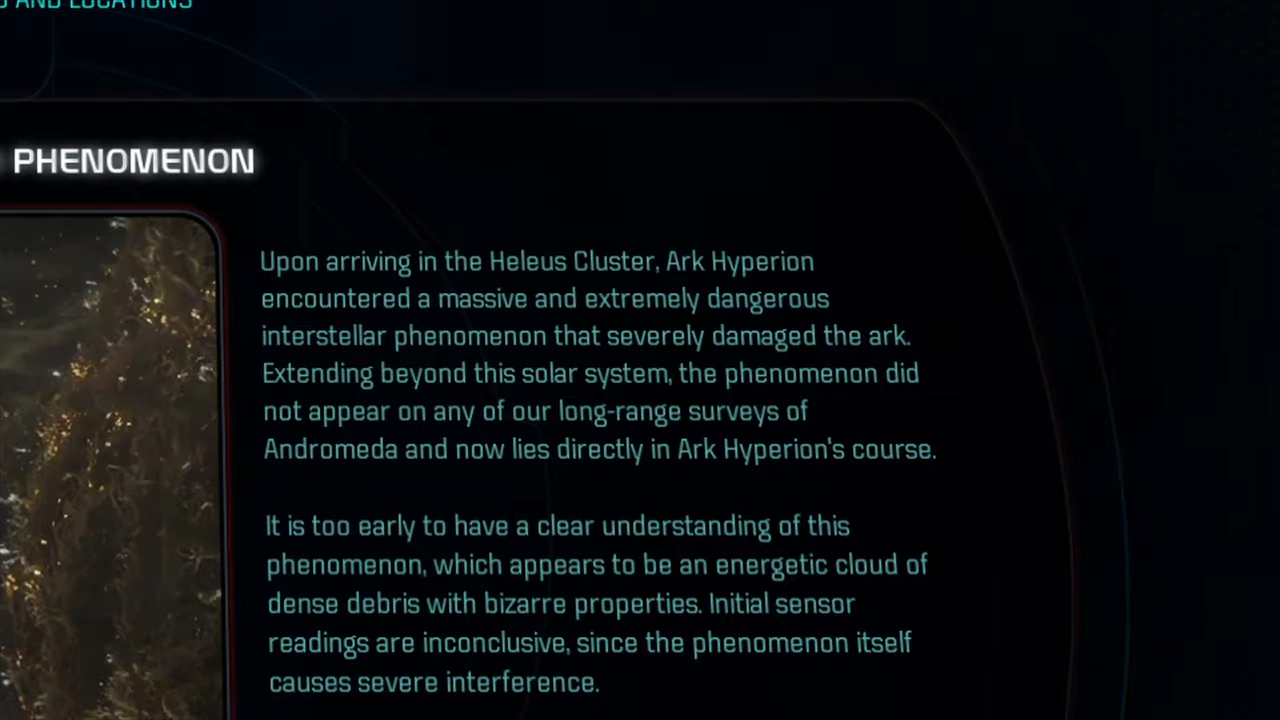 AND LOCATIONS
PHENOMENON
Upon arriving in the Heleus Cluster, Ark Hyperion
encountered a massive and extremely dangerous
interstellar phenomenon that severely damaged the ark.
Extending beyond this solar system, the phenomenon did
not appear on any of our long-range surveys of
Andromeda and now lies directly in Ark Hyperion's course.
It is too early to have a clear understanding of this
phenomenon, which appears to be an energetic cloud of
dense debris with bizarre properties. Initial sensor
readings are inconclusive, since the phenomenon itself
causes severe interference.